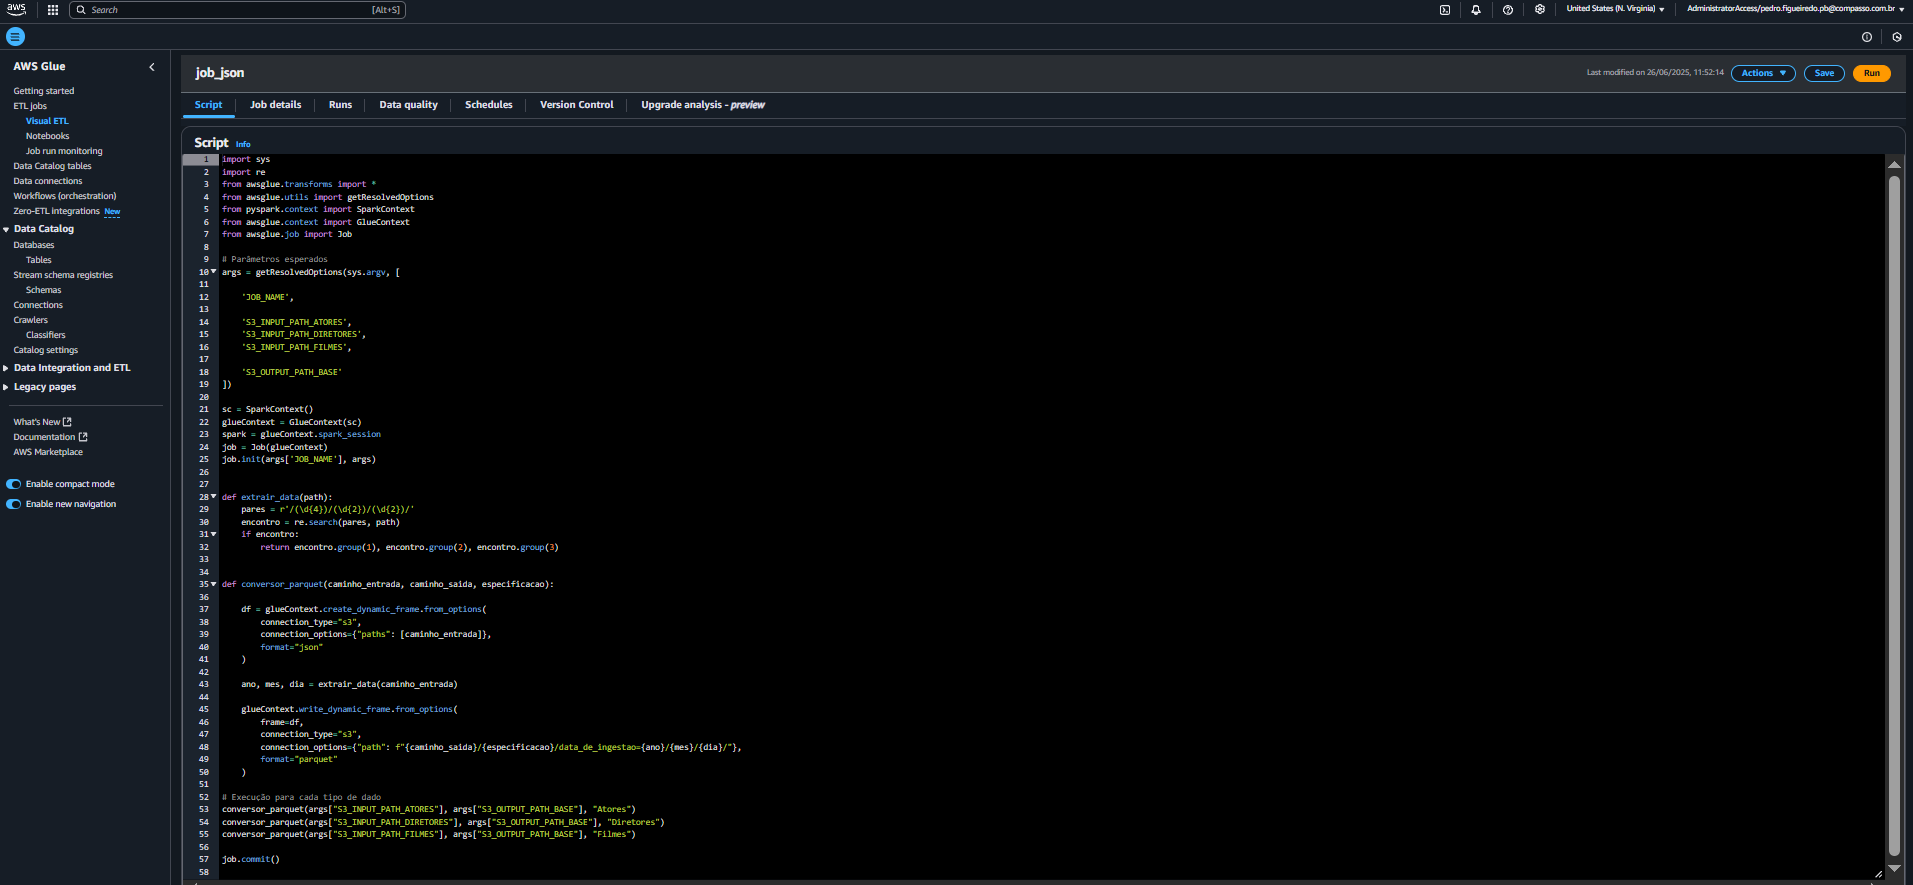 aws
Search [Alt+S]
United States (N. Virginia)
AdministratorAccess/pedro.figueiredo.pb@compasso.com.br
AWS Glue
Getting started
ETL jobs
Visual ETL
Notebooks
Job run monitoring
Data Catalog tables
Data connections
Workflows (orchestration)
Zero-ETL integrations New
Data Catalog
Databases
Tables
Stream schema registries
Schemas
Connections
Crawlers
Classifiers
Catalog settings
Data Integration and ETL
Legacy pages
What's New
Documentation
AWS Marketplace
Enable compact mode
Enable new navigation
job_json
Last modified on 26/06/2025, 11:52:14
Actions
Save
Run
Script Job details Runs Data quality Schedules Version Control Upgrade analysis - preview
Script Info
1 import sys
2 import re
3 from awsglue.transforms import *
4 from awsglue.utils import getResolvedOptions
5 from pyspark.context import SparkContext
6 from awsglue.context import GlueContext
7 from awsglue.job import Job
8
9 # Parâmetros esperados
10 args = getResolvedOptions(sys.argv, [
11
12 'JOB_NAME',
13
14 'S3_INPUT_PATH_ATORES',
15 'S3_INPUT_PATH_DIRETORES',
16 'S3_INPUT_PATH_FILMES',
17
18 'S3_OUTPUT_PATH_BASE'
19 ])
20
21 sc = SparkContext()
22 glueContext = GlueContext(sc)
23 spark = glueContext.spark_session
24 job = Job(glueContext)
25 job.init(args['JOB_NAME'], args)
26
27
28 def extrair_data(path):
29 pares = r'/(\d{4})/(\d{2})/(\d{2})/'
30 encontro = re.search(pares, path)
31 if encontro:
32 return encontro.group(1), encontro.group(2), encontro.group(3)
33
34
35 def conversor_parquet(caminho_entrada, caminho_saida, especificacao):
36
37 df = glueContext.create_dynamic_frame.from_options(
38 connection_type="s3",
39 connection_options={"paths": [caminho_entrada]},
40 format="json"
41 )
42
43 ano, mes, dia = extrair_data(caminho_entrada)
44
45 glueContext.write_dynamic_frame.from_options(
46 frame=df,
47 connection_type="s3",
48 connection_options={"path": f"{caminho_saida}/{especificacao}/data_de_ingestao={ano}/{mes}/{dia}/"},
49 format="parquet"
50 )
51
52 # Execução para cada tipo de dado
53 conversor_parquet(args["S3_INPUT_PATH_ATORES"], args["S3_OUTPUT_PATH_BASE"], "Atores")
54 conversor_parquet(args["S3_INPUT_PATH_DIRETORES"], args["S3_OUTPUT_PATH_BASE"], "Diretores")
55 conversor_parquet(args["S3_INPUT_PATH_FILMES"], args["S3_OUTPUT_PATH_BASE"], "Filmes")
56
57 job.commit()
58